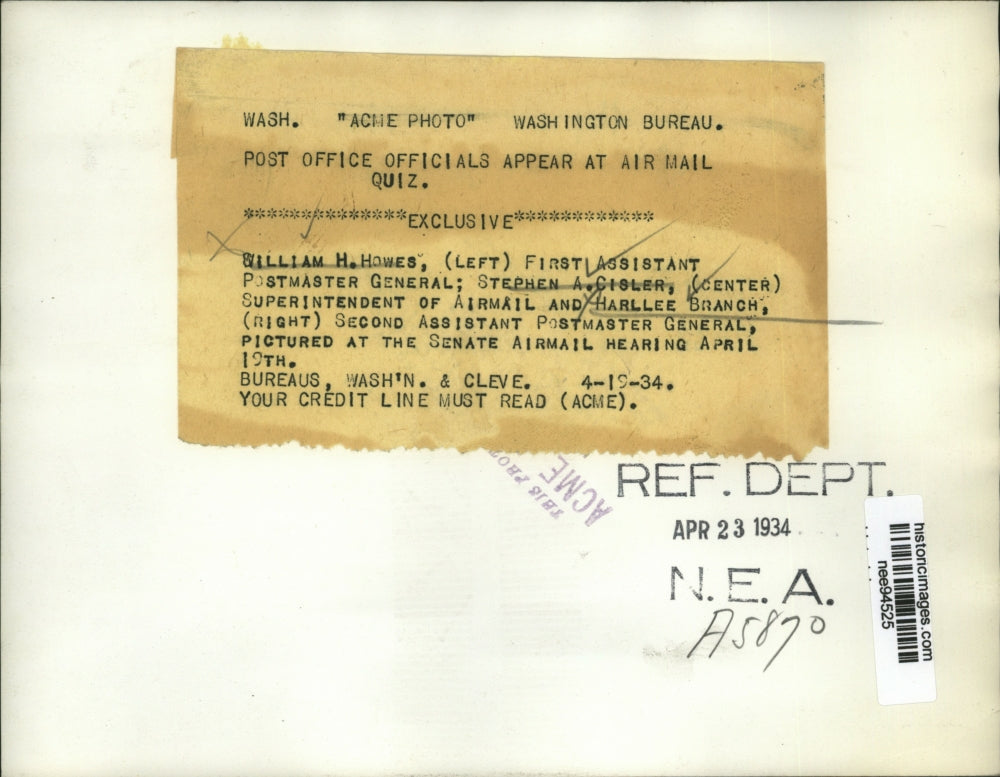 WASH. "ACME PHOTO" WASHINGTON BUREAU.
POST OFFICE OFFICIALS APPEAR AT AIR MAIL
QUIZ.
**************EXCLUSIVE************
WILLIAM H. HOWES, (LEFT) FIRST ASSISTANT
POSTMASTER GENERAL; STEPHEN A. CISLER, (CENTER)
SUPERINTENDENT OF AIRMAIL AND HARLLEE BRANCH,
(RIGHT) SECOND ASSISTANT POSTMASTER GENERAL,
PICTURED AT THE SENATE AIRMAIL HEARING APRIL
19TH.
BUREAUS, WASH'N. & CLEVE. 4-19-34.
YOUR CREDIT LINE MUST READ (ACME).
THIS
ACME
REF. DEPT.
APR 23 1934
N.E.A.
A5870
historicimages.com
nee94525